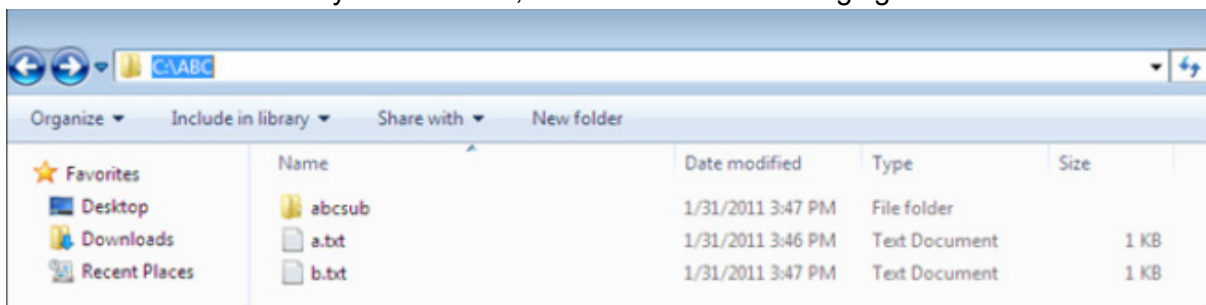 C:\ABC
Organize Include in library Share with New folder
Favorites
Desktop
Downloads
Recent Places
Name Date modified Type Size
abcsub 1/31/2011 3:47 PM File folder
a.txt 1/31/2011 3:46 PM Text Document 1 KB
b.txt 1/31/2011 3:47 PM Text Document 1 KB